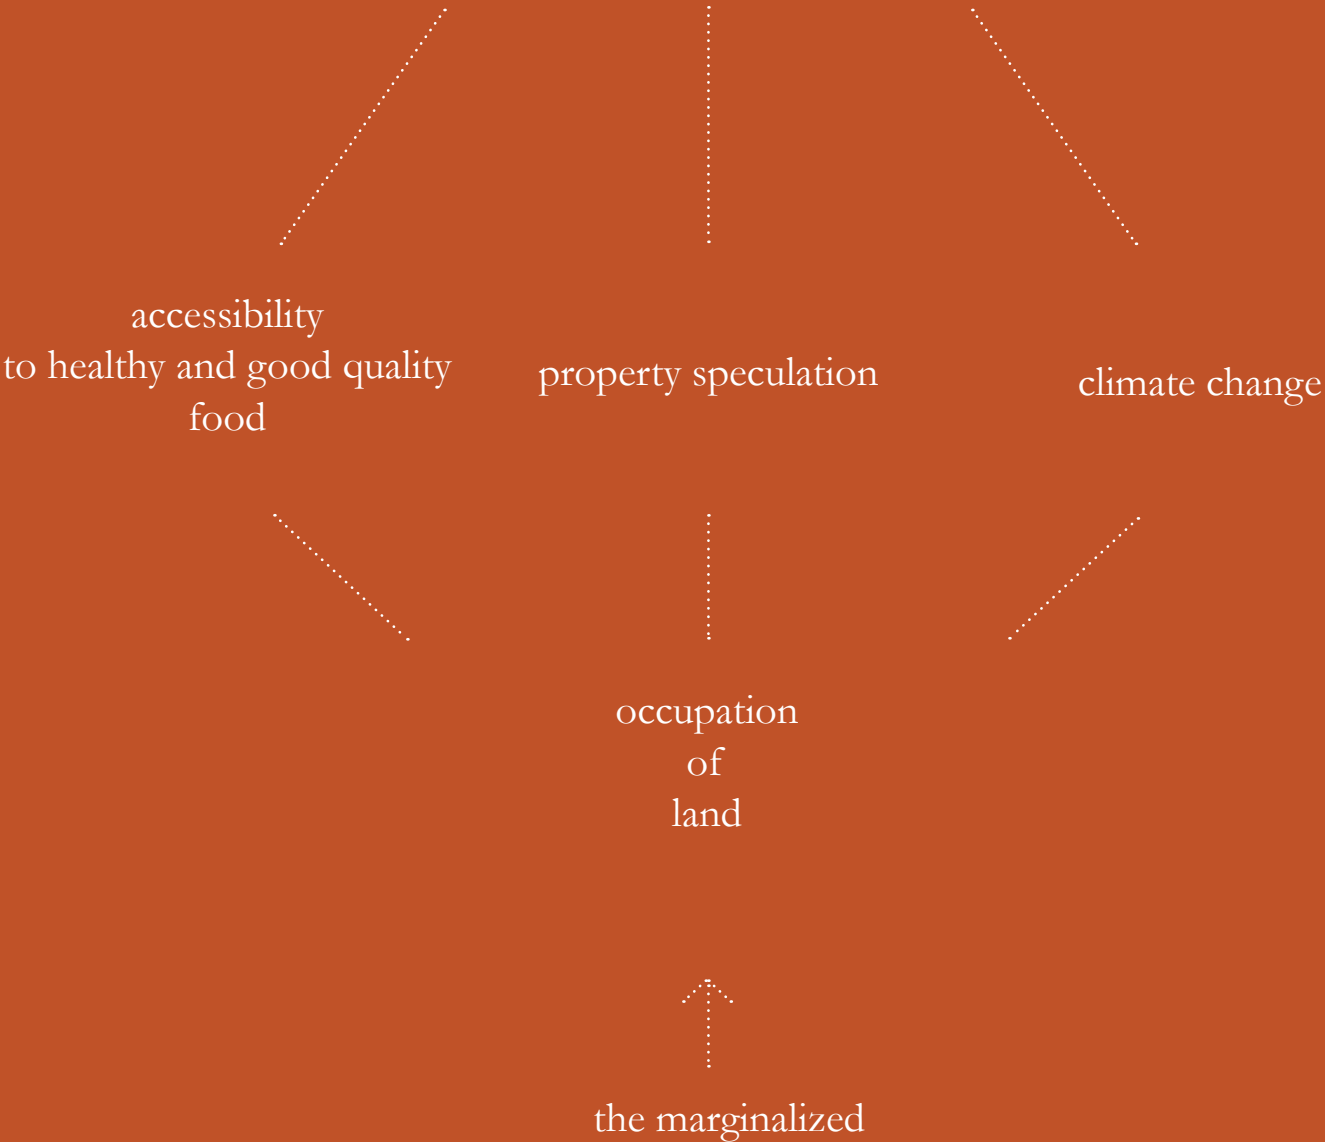 accessibility
to healthy and good quality
food
property speculation
climate change
occupation
of
land
the marginalized